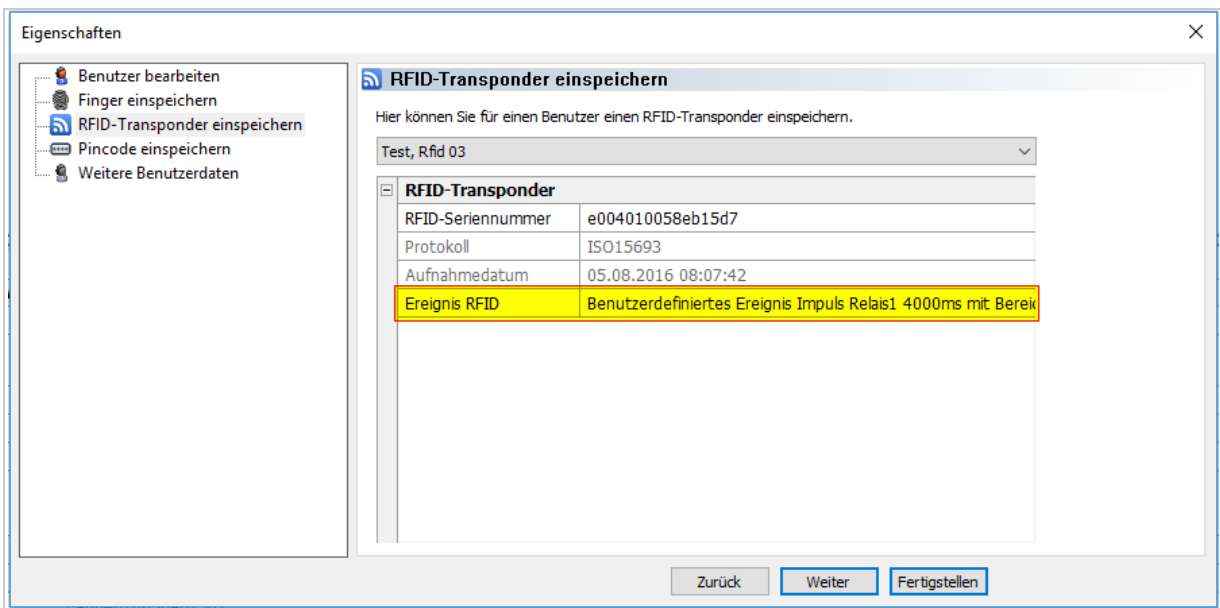 Eigenschaften
Benutzer bearbeiten
Finger einspeichern
RFID-Transponder einspeichern
Pincode einspeichern
Weitere Benutzerdaten
RFID-Transponder einspeichern
Hier können Sie für einen Benutzer einen RFID-Transponder einspeichern.
Test, Rfid 03
RFID-Transponder
RFID-Seriennummer e004010058eb15d7
Protokoll ISO15693
Aufnahmedatum 05.08.2016 08:07:42
Ereignis RFID Benutzerdefiniertes Ereignis Impuls Relais1 4000ms mit
Zurück Weiter Fertigstellen